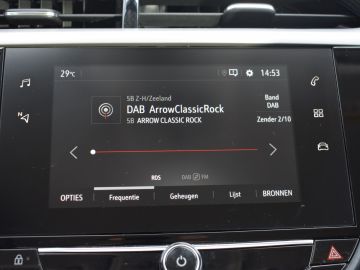 29°c 14:53
5B Z-H/Zeeland
DAB ArrowClassicRock
5B ARROW CLASSIC ROCK
Band
DAB
Zender 2/10
RDS DAB FM
OPTIES Frequentie Geheugen Lijst BRONNEN